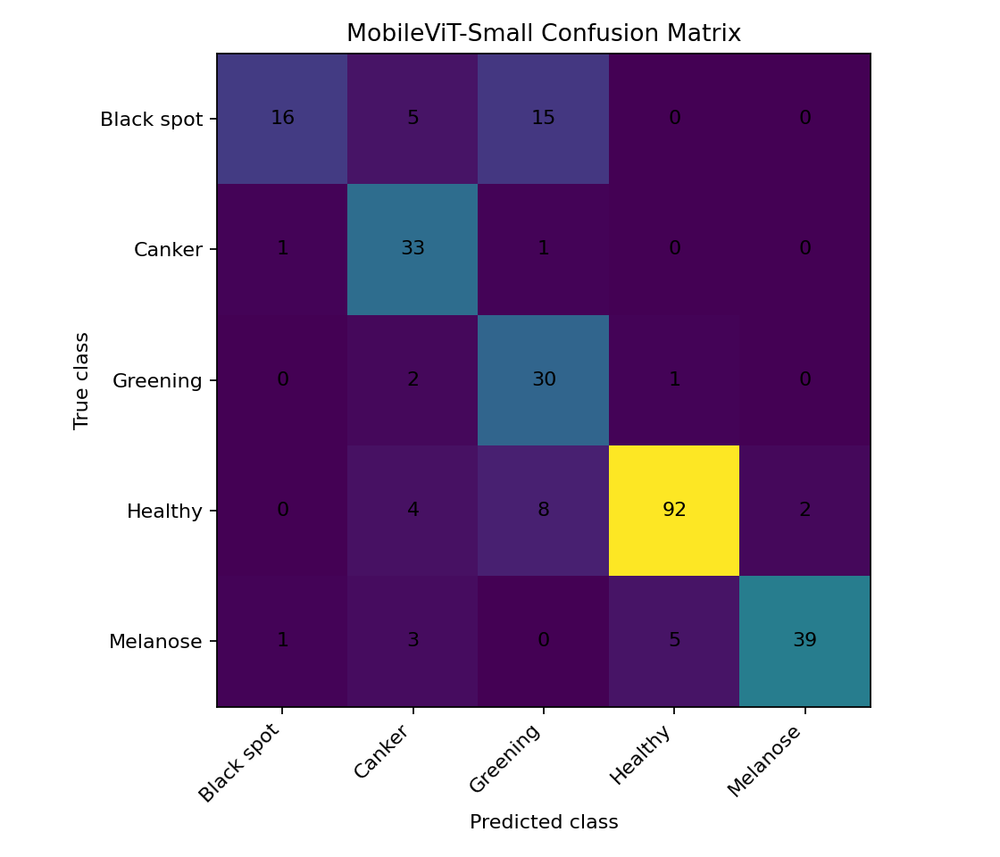 MobileViT-Small Confusion Matrix
Black spot 16 5 15 0 0
Canker 1 33 1 0 0
Greening 0 2 30 1 0
Healthy 0 4 8 92 2
Melanose 1 3 0 5 39
True class
Black spot Canker Greening Healthy Melanose
Predicted class